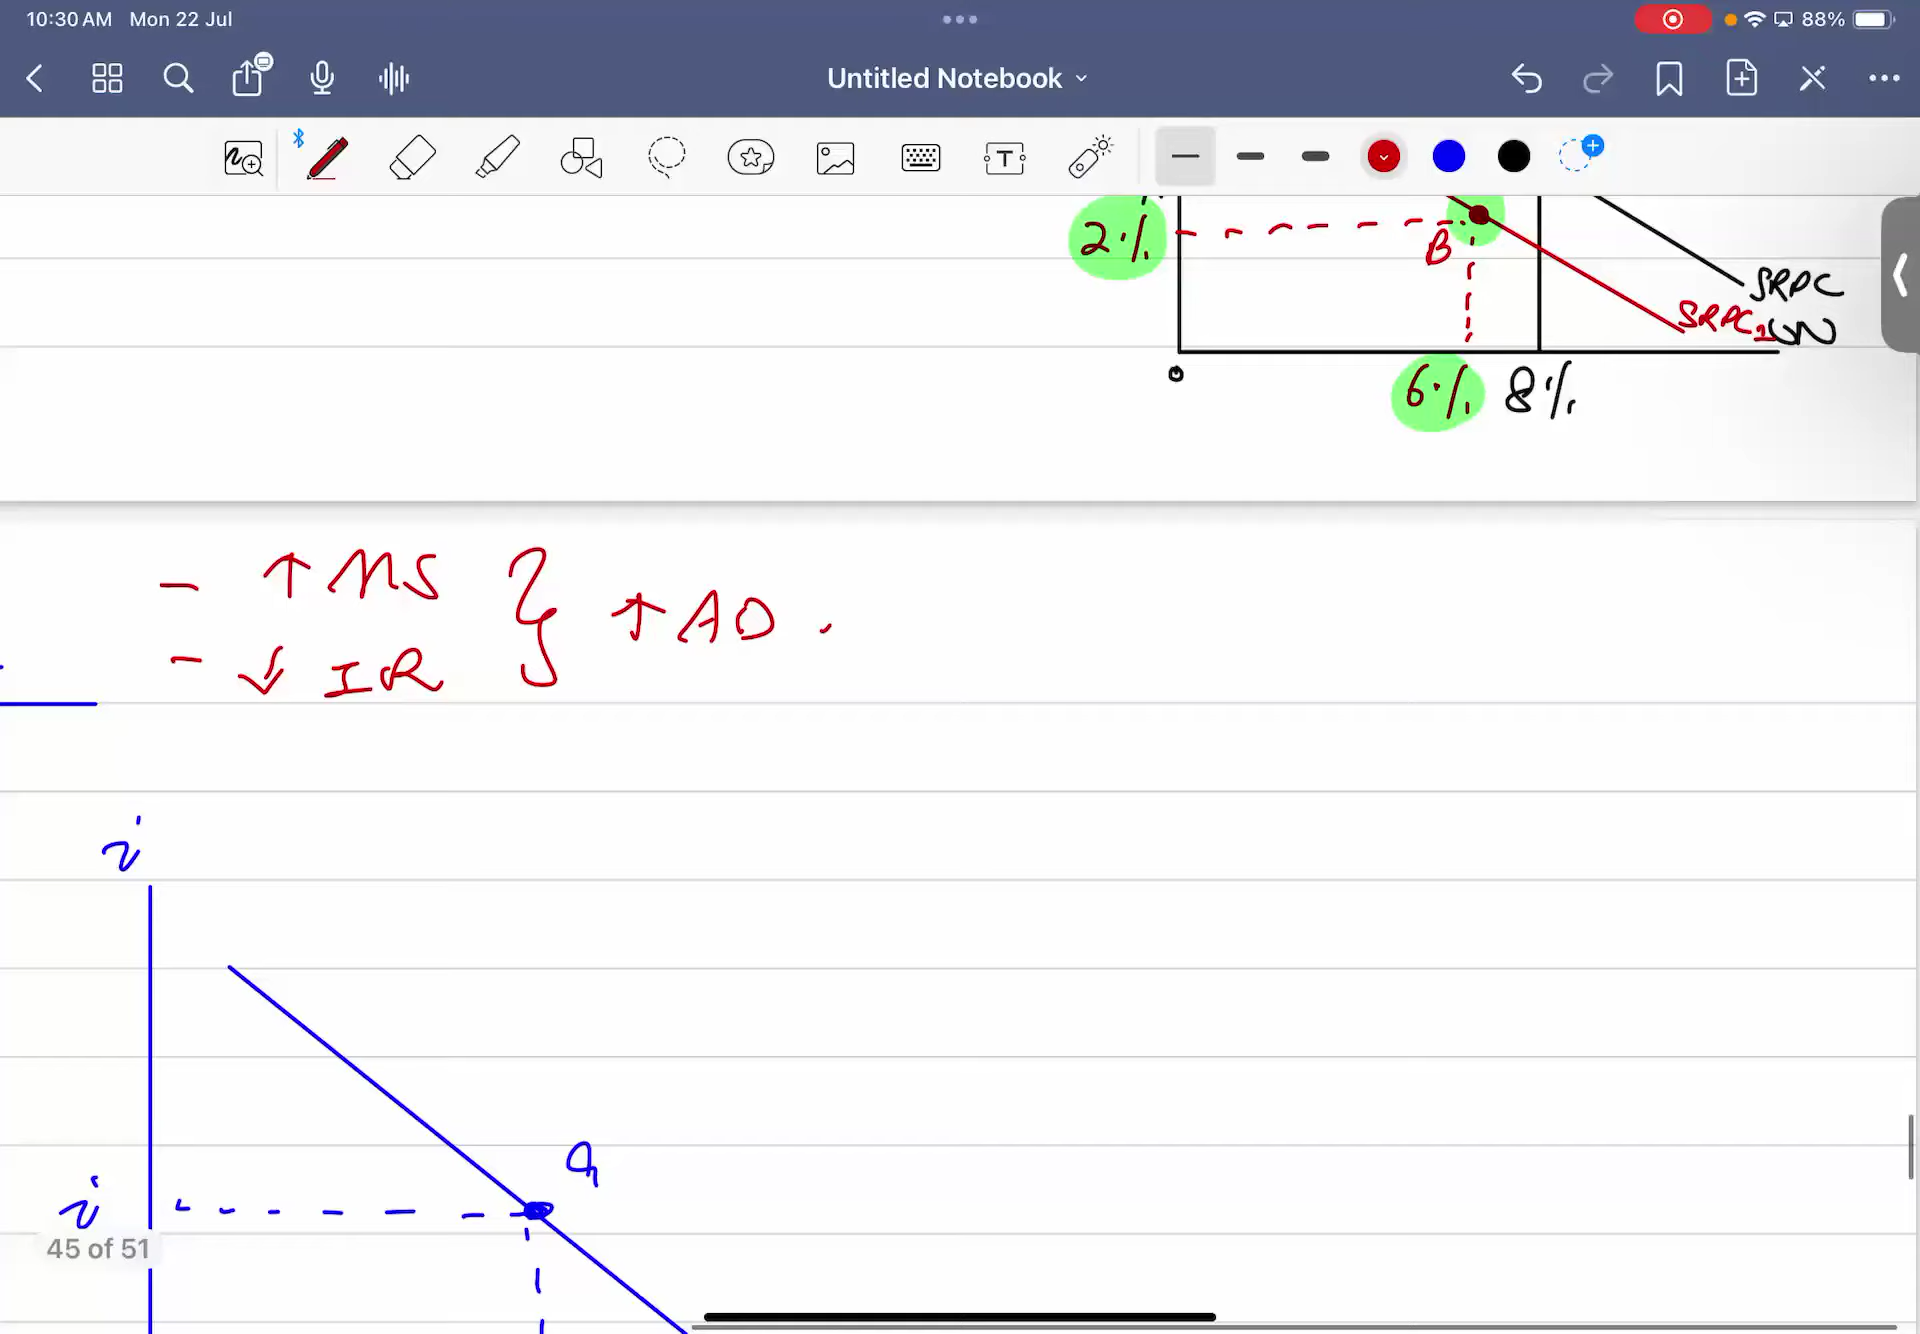 10:30 AM Mon 22 Jul
88%
Untitled Notebook
T
2%
B
SRPC
SRPC1
UN
0
6% 8%
- ↑ MS } ↑ AD .
- ↓ IR
i
a
i
45 of 51